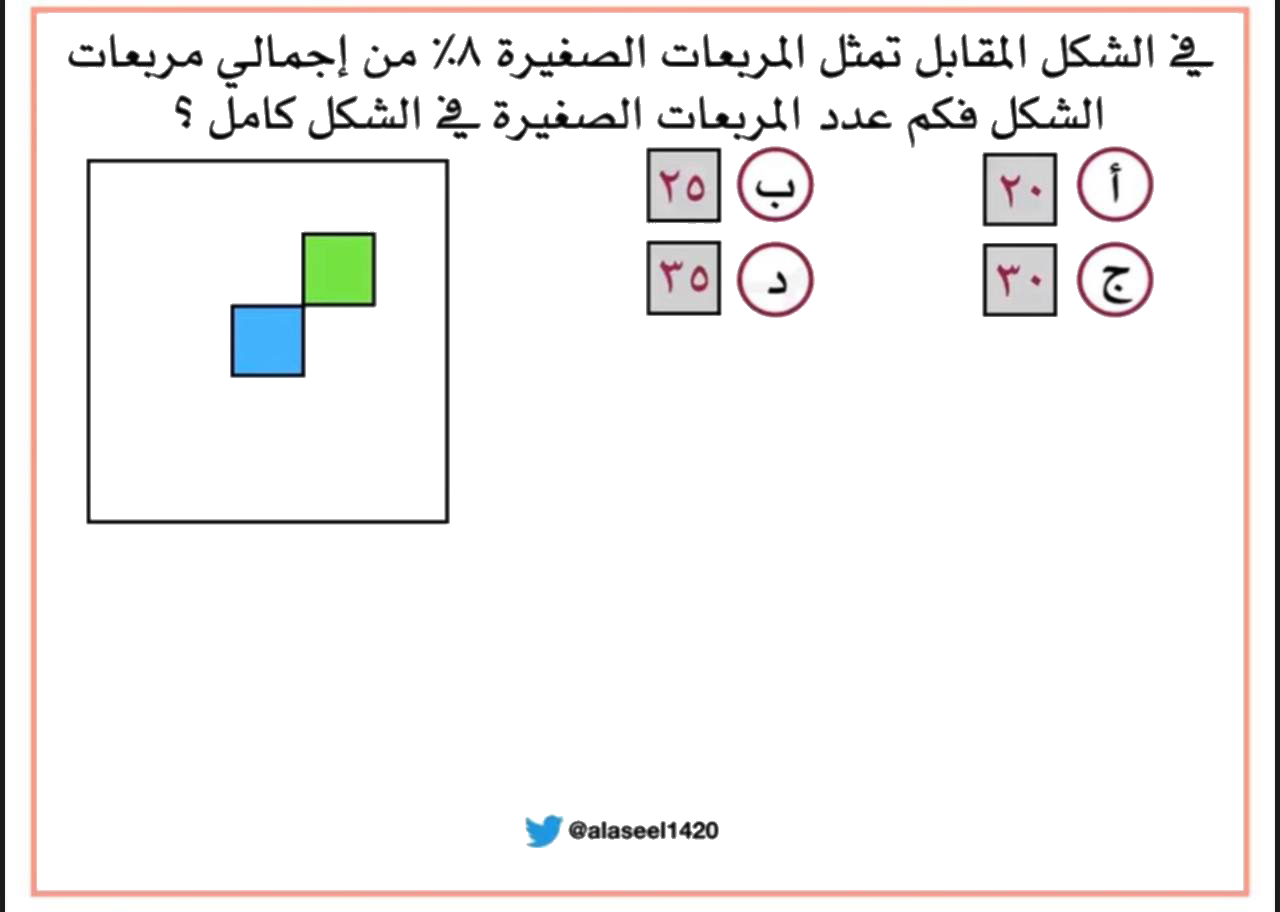 في الشكل المقابل تمثل المربعات الصغيرة ٨٪ من إجمالي مربعات
الشكل فكم عدد المربعات الصغيرة في الشكل كامل ؟
أ ٢٠ ب ٢٥
ج ٣٠ د ٣٥
@alaseel1420